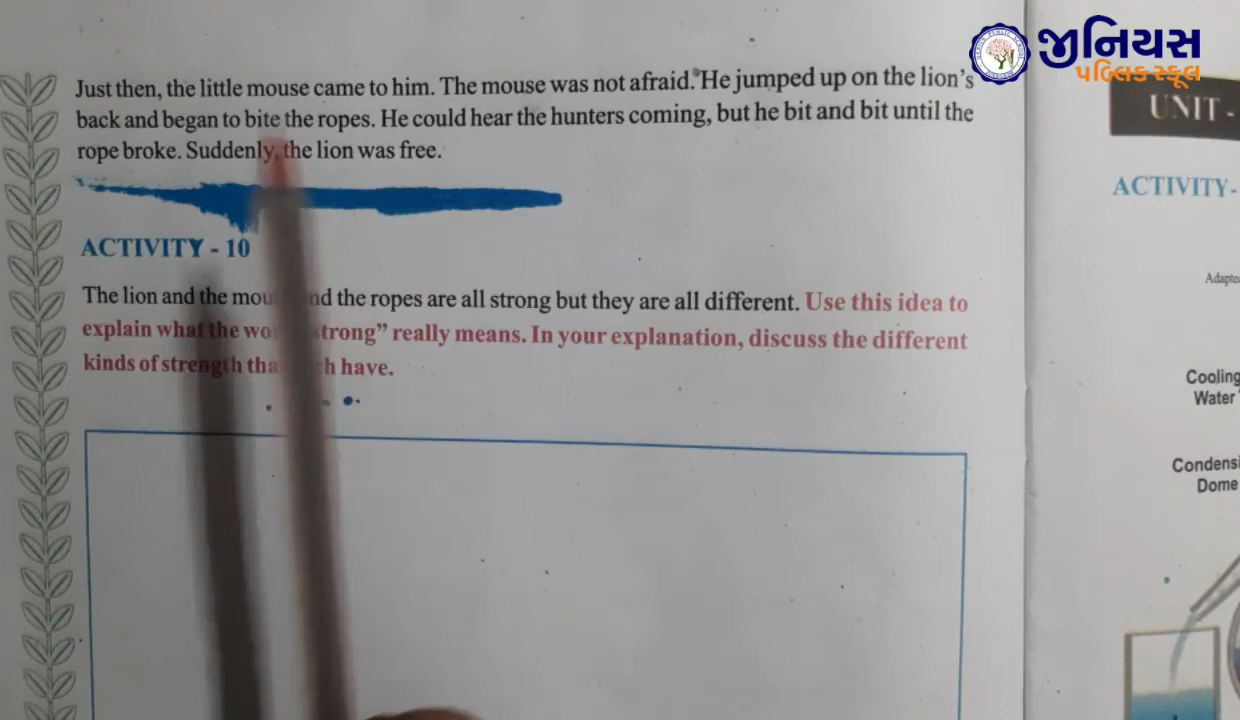 Just then, the little mouse came to him. The mouse was not afraid. He jumped up on the lion's
back and began to bite the ropes. He could hear the hunters coming, but he bit and bit until the
rope broke. Suddenly, the lion was free.
ACTIVITY - 10
The lion and the mou nd the ropes are all strong but they are all different. Use this idea to
explain what the wo trong” really means. In your explanation, discuss the different
kinds of strength tha h have.
જીનિયસ
પબ્લિક સ્કૂલ
UNIT -
ACTIVITY-
Adapted
Cooling
Water
Condensi
Dome